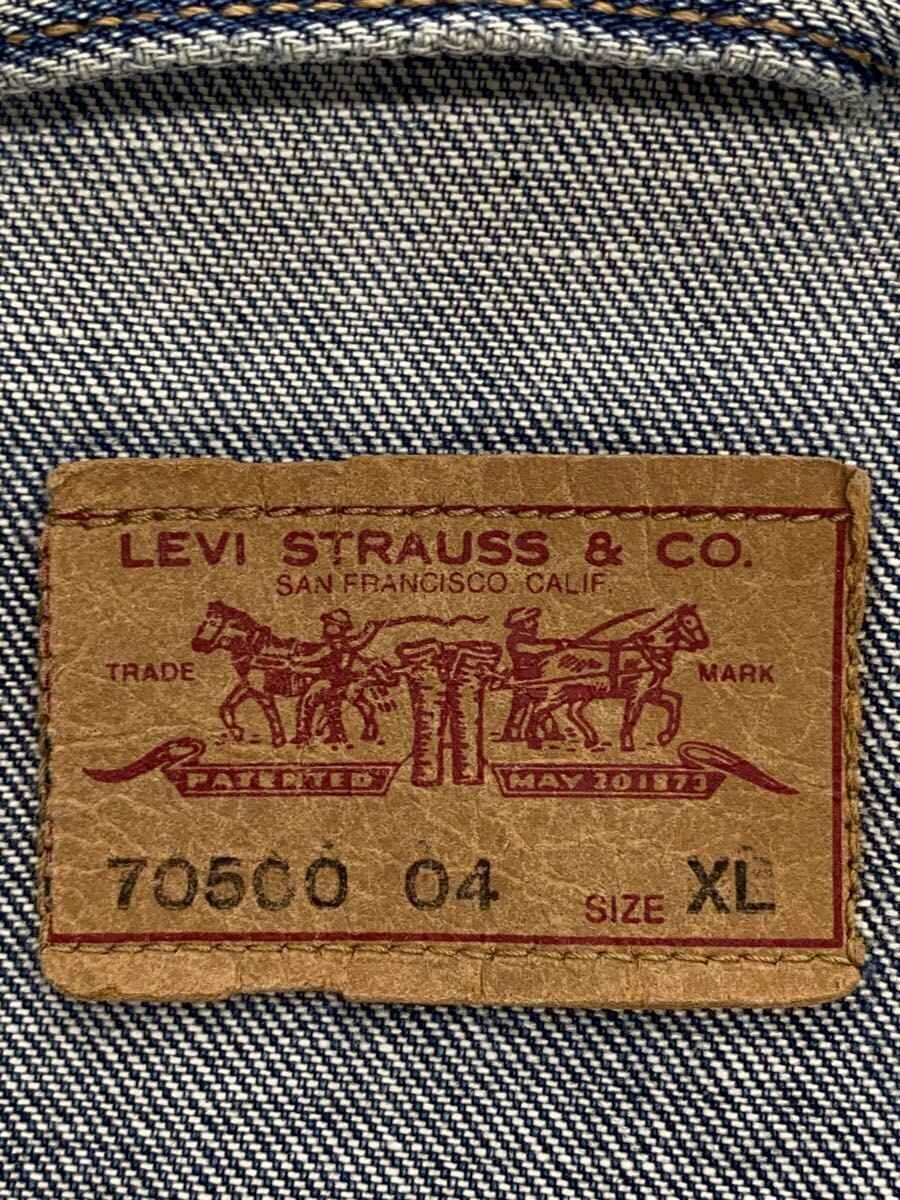 LEVI STRAUSS & CO.
SAN FRANCISCO CALIF.
TRADE MARK
PATENTED MAY 20 1873
70500 04 SIZE XL